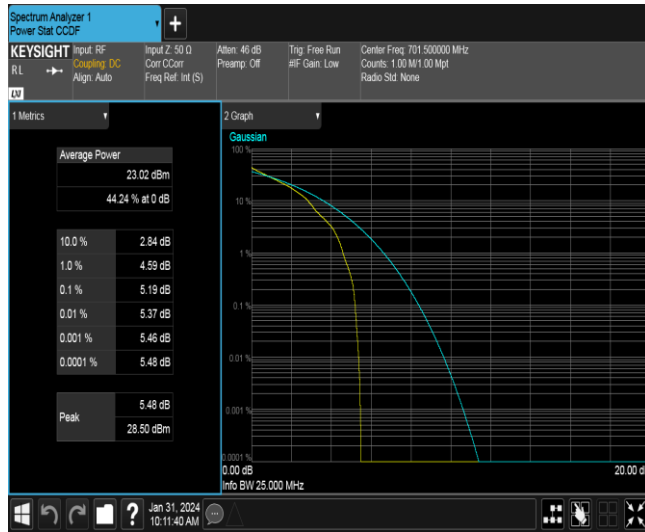 Spectrum Analyzer 1
Power Stat CCDF
+
KEYSIGHT
RL
LXI
Input: RF
Coupling: DC
Align: Auto
Input Z: 50 Ω
Corr CCorr
Freq Ref: Int (S)
Atten: 46 dB
Preamp: Off
Trig: Free Run
#IF Gain: Low
Center Freq: 701.500000 MHz
Counts: 1.00 M/1.00 Mpt
Radio Std: None
1 Metrics
Average Power
23.02 dBm
44.24 % at 0 dB
10.0 % 2.84 dB
1.0 % 4.59 dB
0.1 % 5.19 dB
0.01 % 5.37 dB
0.001 % 5.46 dB
0.0001 % 5.48 dB
Peak 5.48 dB
28.50 dBm
2 Graph
Gaussian
100 %
10 %
1 %
0.1 %
0.01 %
0.001 %
0.0001 %
0.00 dB
20.00 d
Info BW 25.000 MHz
?
Jan 31, 2024
10:11:40 AM